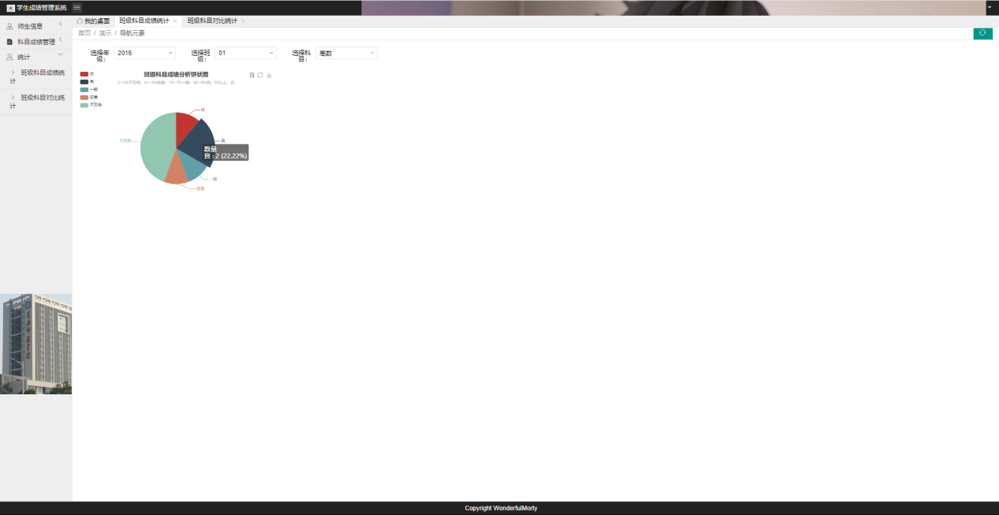 学生成绩管理系统
师生信息
科目成绩管理
统计
班级科目成绩统
计
班级科目对比统
计
我的桌面 班级科目成绩统计 班级科目对比统计
首页 / 演示 / 导航元素
选择年 级: 2016 选择班 级: 01 选择科 目: 离数
班级科目成绩分析饼状图
优
良
一般
较差
不及格
优
良
一般
较差
不及格
数量
良 : 2 (22.22%)
Copyright WonderfulMorty